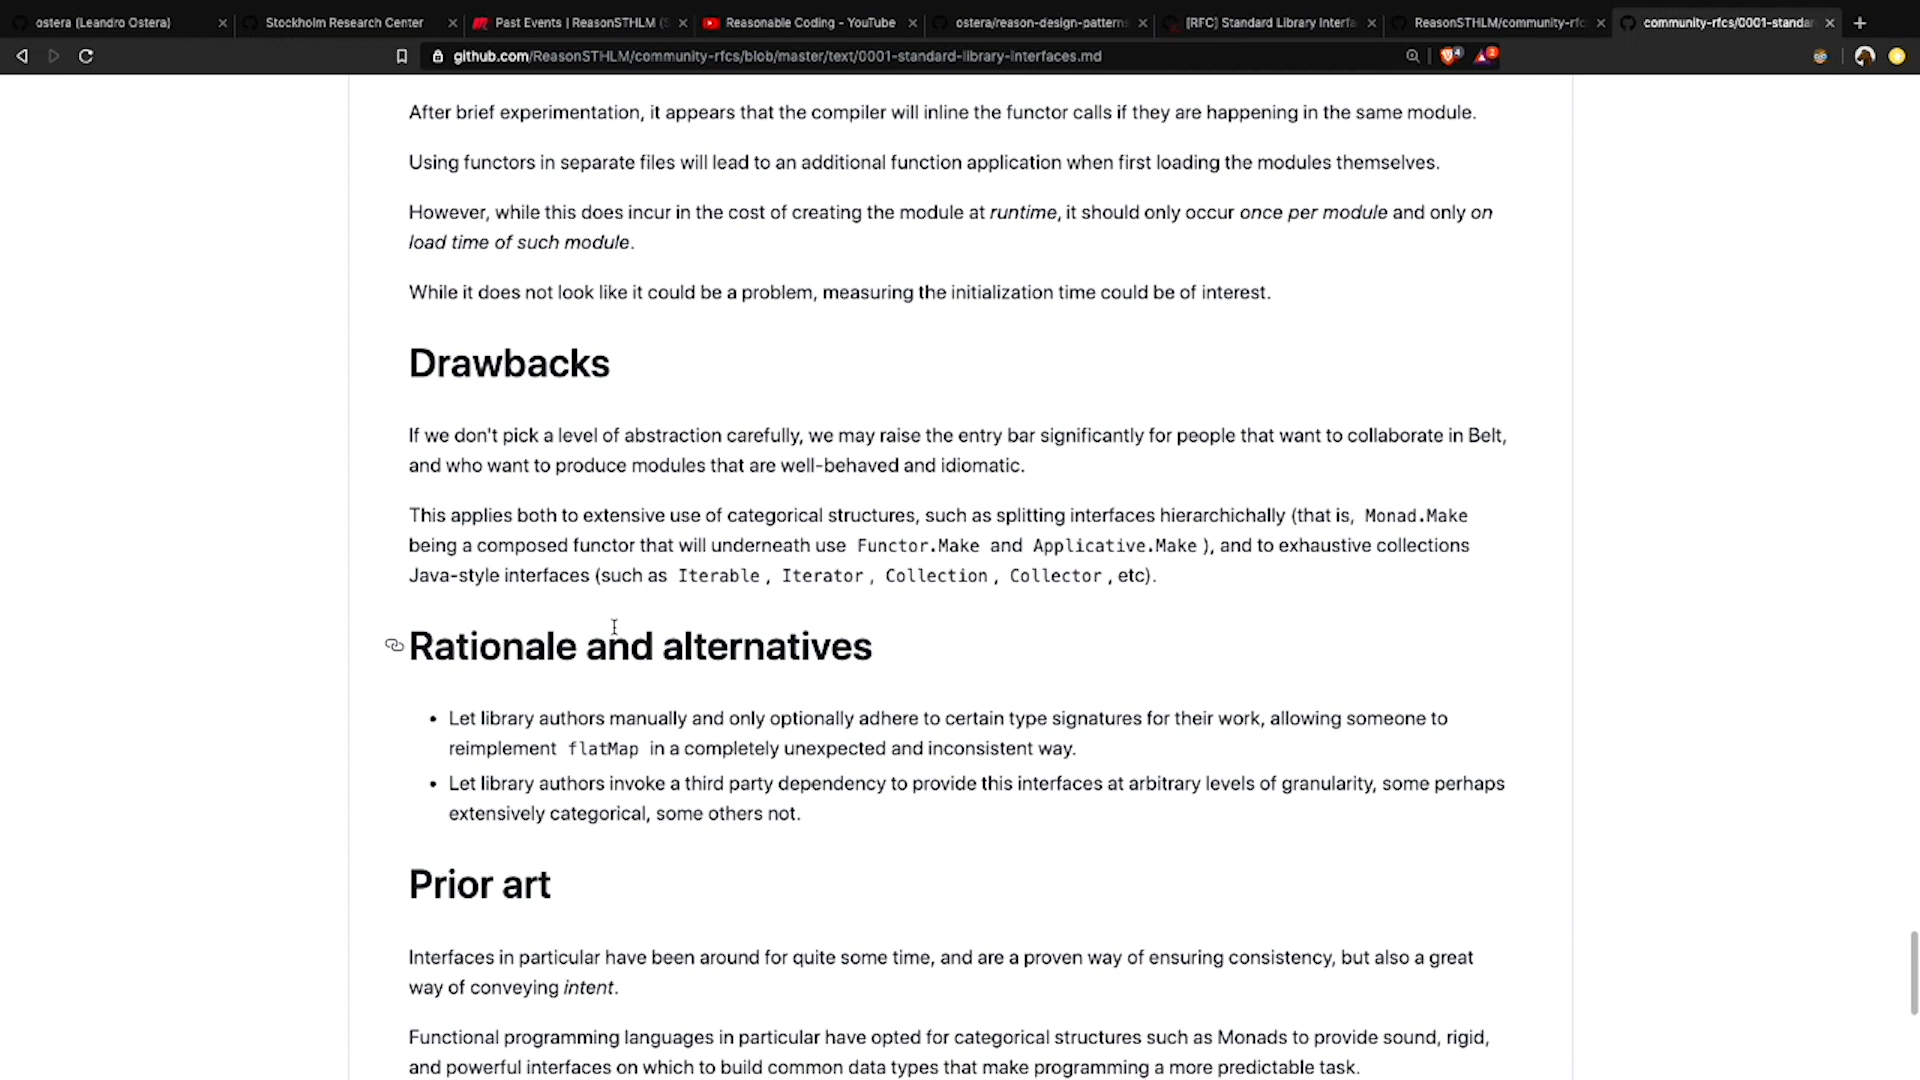 ostera (Leandro Ostera)
Stockholm Research Center
Past Events | ReasonSTHLM (S
Reasonable Coding - YouTube
ostera/reason-design-patterns
[RFC] Standard Library Interfa
ReasonSTHLM/community-rfc
community-rfcs/0001-standa
github.com/ReasonSTHLM/community-rfcs/blob/master/text/0001-standard-library-interfaces.md
4
2
After brief experimentation, it appears that the compiler will inline the functor calls if they are happening in the same module.
Using functors in separate files will lead to an additional function application when first loading the modules themselves.
However, while this does incur in the cost of creating the module at runtime, it should only occur once per module and only on
load time of such module.
While it does not look like it could be a problem, measuring the initialization time could be of interest.
Drawbacks
If we don't pick a level of abstraction carefully, we may raise the entry bar significantly for people that want to collaborate in Belt,
and who want to produce modules that are well-behaved and idiomatic.
This applies both to extensive use of categorical structures, such as splitting interfaces hierarchichally (that is, Monad.Make
being a composed functor that will underneath use Functor.Make and Applicative.Make ), and to exhaustive collections
Java-style interfaces (such as Iterable , Iterator , Collection , Collector , etc).
Rationale and alternatives
• Let library authors manually and only optionally adhere to certain type signatures for their work, allowing someone to
reimplement flatMap in a completely unexpected and inconsistent way.
• Let library authors invoke a third party dependency to provide this interfaces at arbitrary levels of granularity, some perhaps
extensively categorical, some others not.
Prior art
Interfaces in particular have been around for quite some time, and are a proven way of ensuring consistency, but also a great
way of conveying intent.
Functional programming languages in particular have opted for categorical structures such as Monads to provide sound, rigid,
and powerful interfaces on which to build common data types that make programming a more predictable task.